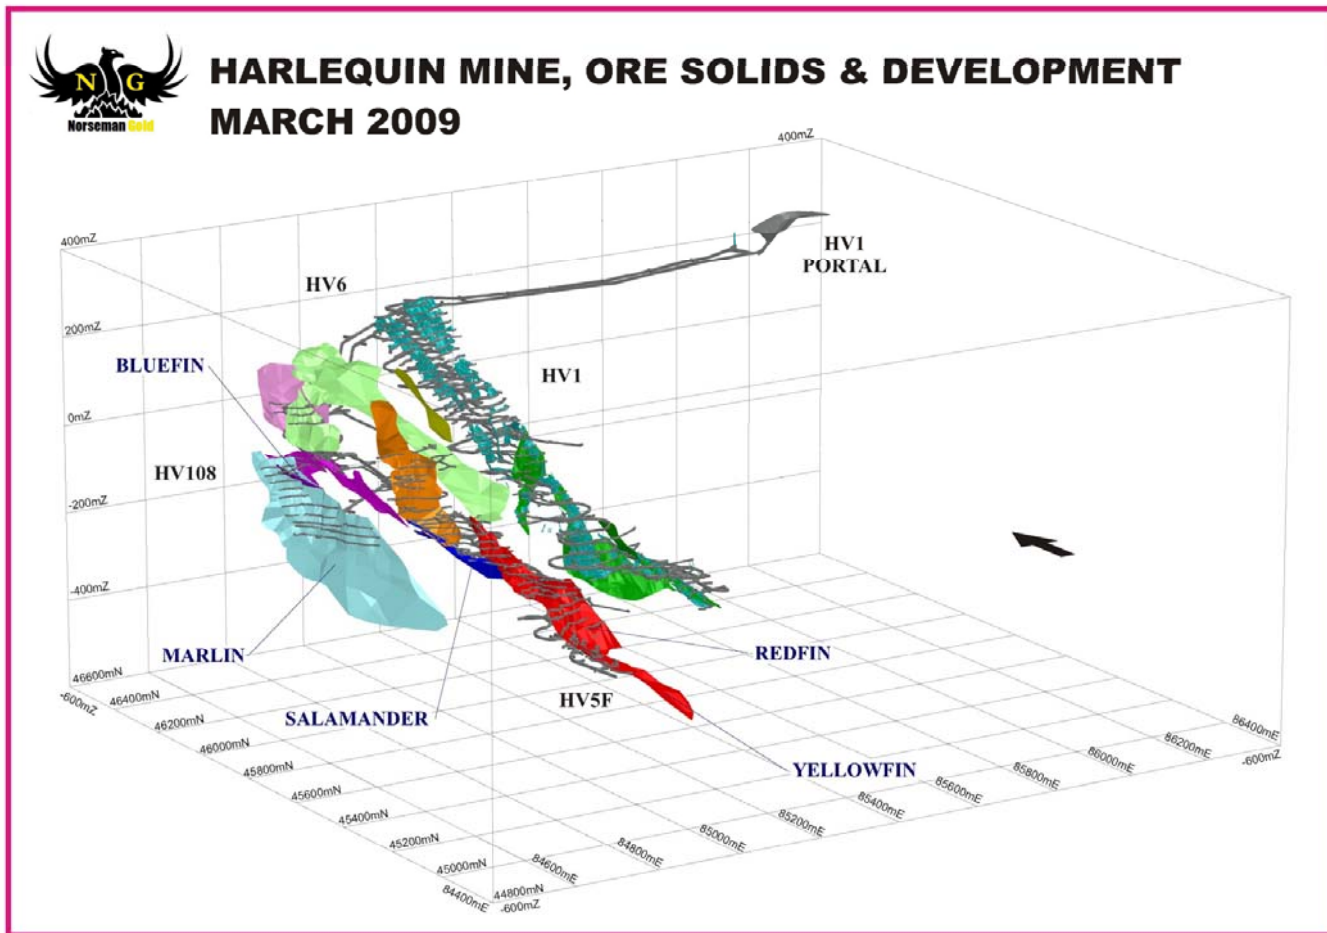 N G
Norseman Gold
HARLEQUIN MINE, ORE SOLIDS & DEVELOPMENT
MARCH 2009
400mZ
400mZ
HV1
PORTAL
HV6
200mZ
BLUEFIN
HV1
0mZ
HV108
-200mZ
-400mZ
MARLIN
REDFIN
46600mN
-600mZ
46400mN
SALAMANDER
HV5F
46200mN
46000mN
45800mN
45600mN
45400mN
45200mN
45000mN
44800mN
-600mZ
YELLOWFIN
86400mE
-600mZ
86200mE
86000mE
85800mE
85600mE
85400mE
85200mE
85000mE
84800mE
84600mE
84400mE